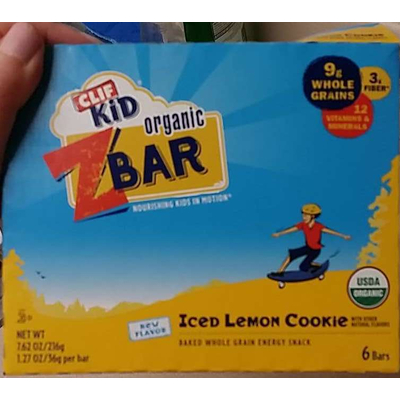 CLIF
KID
organic
ZBAR
NOURISHING KIDS IN MOTION
9g
WHOLE
GRAINS
3g
FIBER*
12
VITAMINS &
MINERALS
USDA
ORGANIC
NEW
FLAVOR
ICED LEMON COOKIE
WITH OTHER
NATURAL FLAVORS
BAKED WHOLE GRAIN ENERGY SNACK
NET WT
7.62 OZ/216g
1.27 OZ/36g per bar
6 BARS